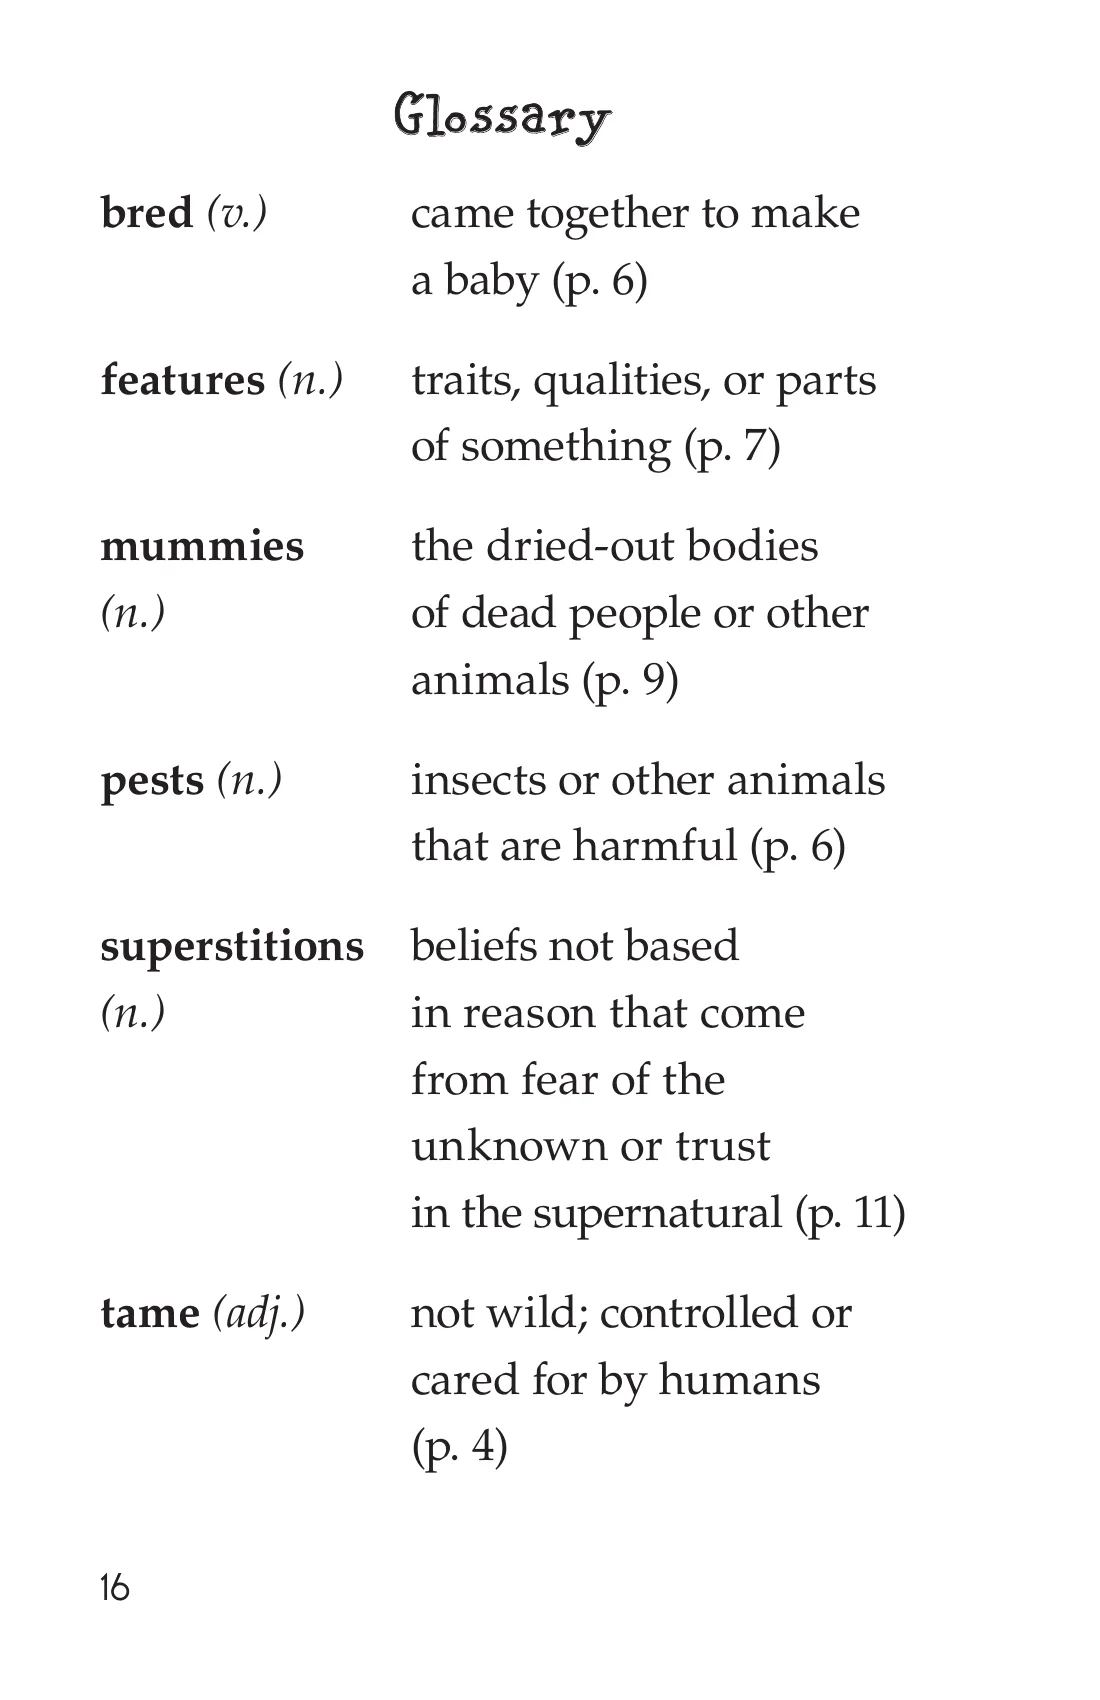 Glossary
bred (v.) came together to make
a baby (p. 6)
features (n.) traits, qualities, or parts
of something (p. 7)
mummies the dried-out bodies
(n.) of dead people or other
animals (p. 9)
pests (n.) insects or other animals
that are harmful (p. 6)
superstitions beliefs not based
(n.) in reason that come
from fear of the
unknown or trust
in the supernatural (p. 11)
tame (adj.) not wild; controlled or
cared for by humans
(p. 4)
16